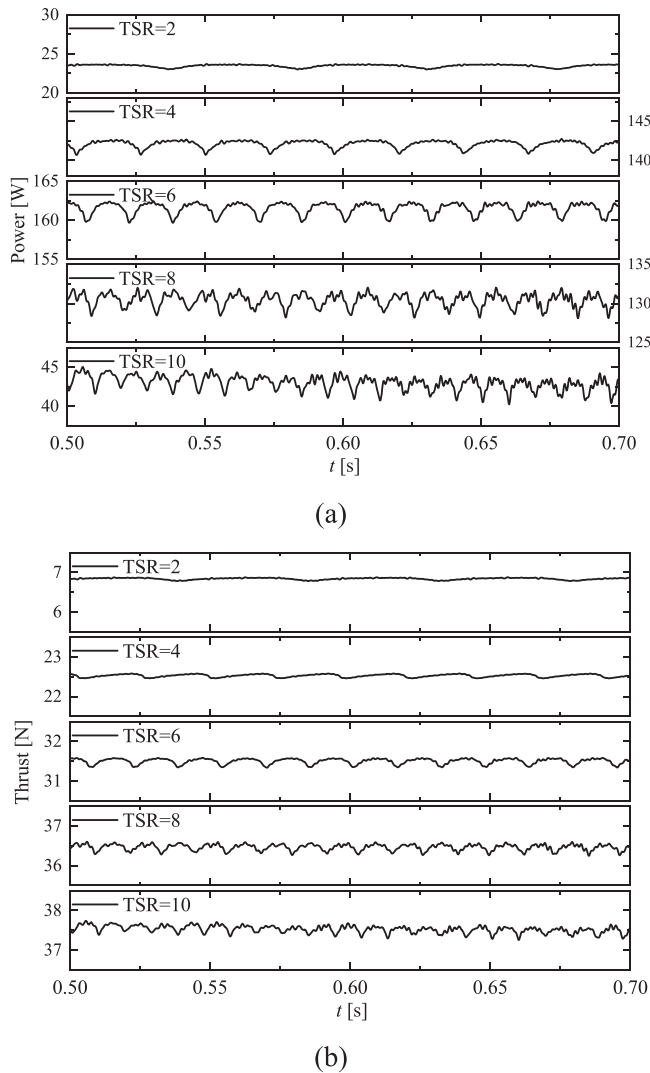 30
TSR=2
25
20
TSR=4
145
140
165
TSR=6
160
155
Power [W]
135
TSR=8
130
125
TSR=10
45
40
0.50 0.55 0.60 0.65 0.70
t [s]
(a)
TSR=2
7
6
TSR=4
23
22
TSR=6
32
31
Thrust [N]
TSR=8
37
36
TSR=10
38
37
0.50 0.55 0.60 0.65 0.70
t [s]
(b)